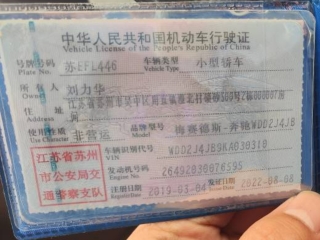 中华人民共和国机动车行驶证
Vehicle License of the People's Republic of China
号牌号码 苏EFL446 车辆类型 小型轿车
Plate No. Vehicle Type
所有人 刘力华
Owner
住址
Address
使用性质 非营运 品牌型号 梅赛德斯-奔驰WDD2J4JB
Use Character Model
江苏省苏州 车辆识别代号 WDD2J4JB9KA030318
VIN
市公安局交 发动机号码 26492030876595
Engine No.
通警察支队 注册日期 2019-03-04 发证日期 2022-08-08
Register Date Issue Date